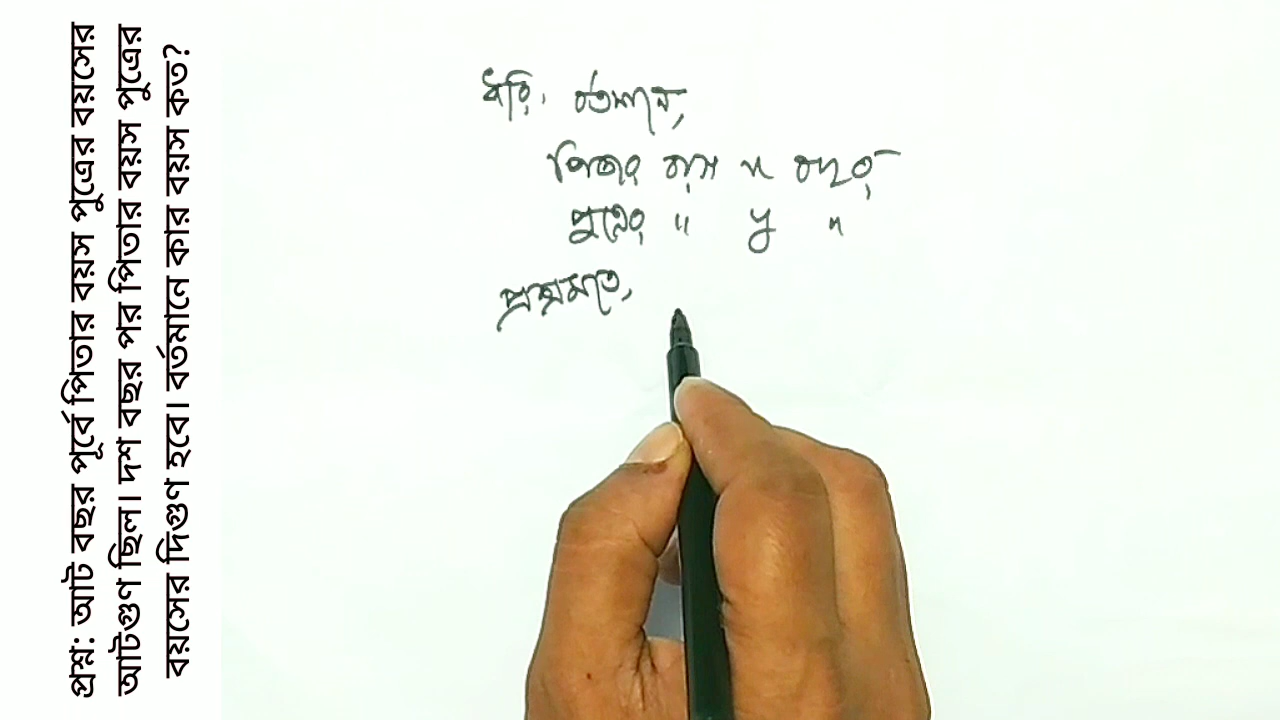 প্রশ্ন: আট বছর পূর্বে পিতার বয়স পুত্রের বয়সের
আটগুণ ছিল। দশ বছর পর পিতার বয়স পুত্রের
বয়সের দিগুণ হবে। বর্তমানে কার বয়স কত?
ধরি, বর্তমানে,
পিতার বয়স x বছর
পুত্রের " y "
প্রশ্নমতে,